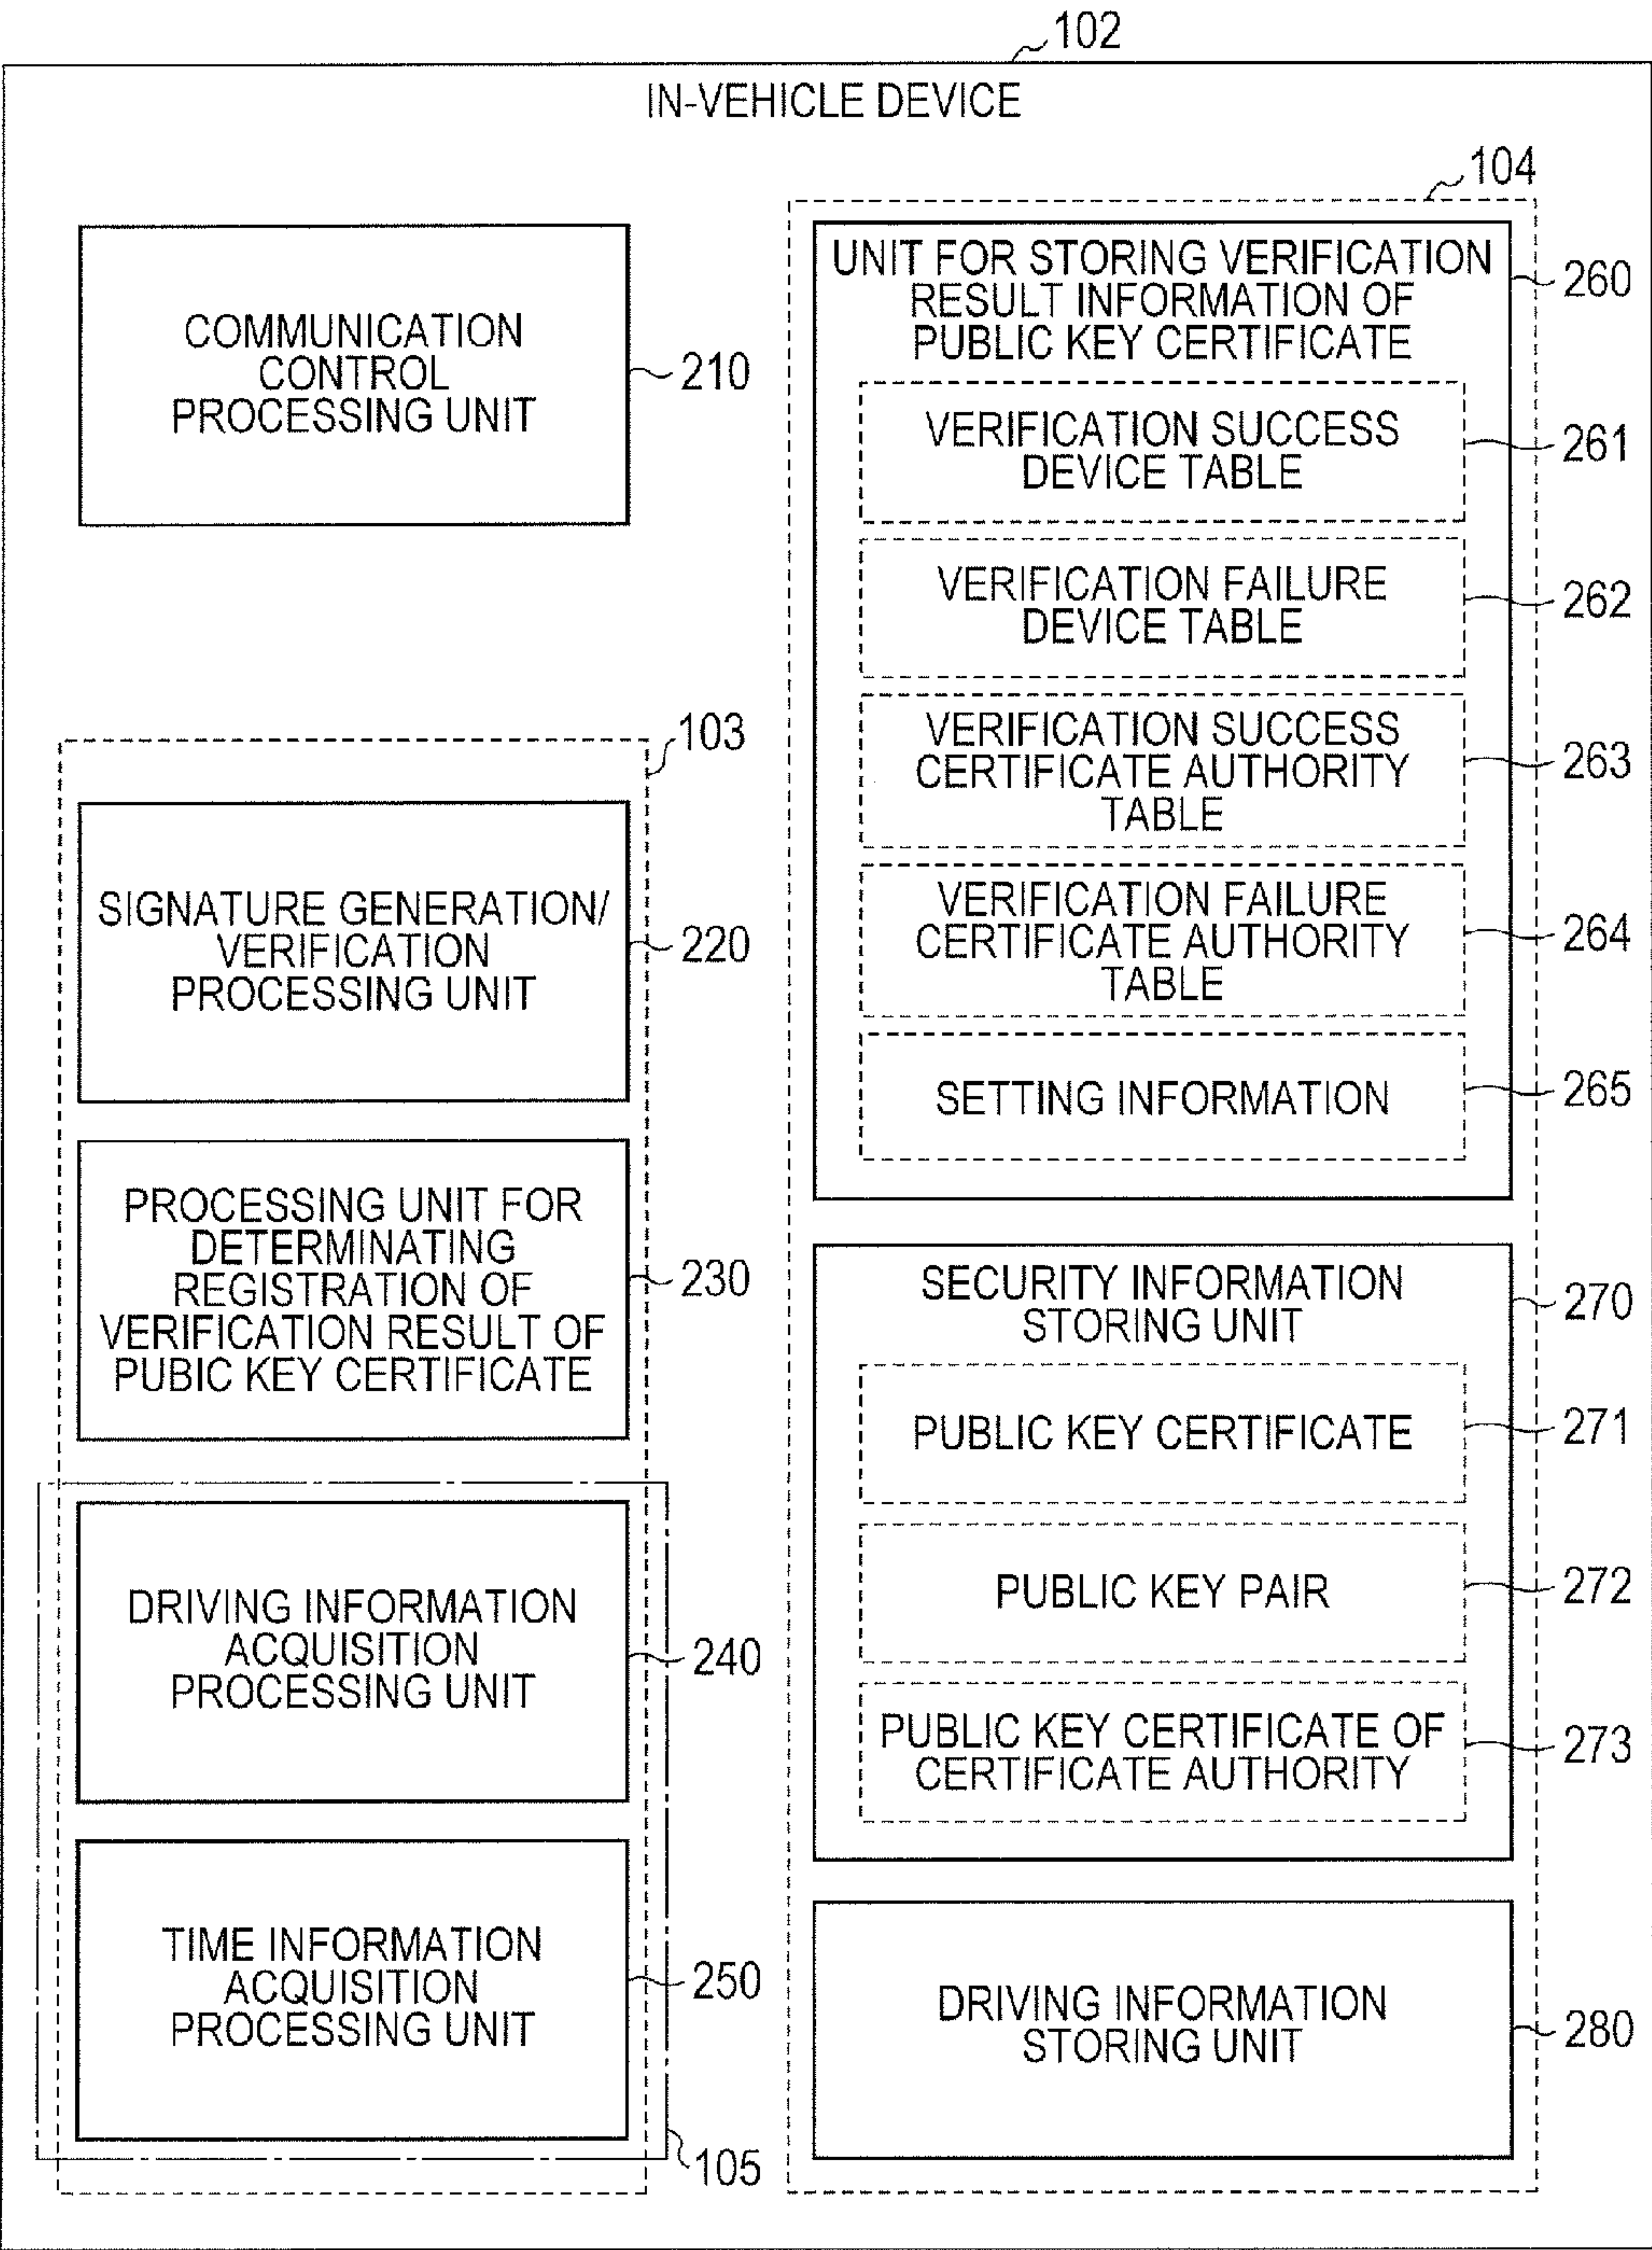 102
IN-VEHICLE DEVICE
COMMUNICATION
CONTROL
PROCESSING UNIT
210
103
SIGNATURE GENERATION/
VERIFICATION
PROCESSING UNIT
220
PROCESSING UNIT FOR
DETERMINATING
REGISTRATION OF
VERIFICATION RESULT OF
PUBIC KEY CERTIFICATE
230
DRIVING INFORMATION
ACQUISITION
PROCESSING UNIT
240
TIME INFORMATION
ACQUISITION
PROCESSING UNIT
250
105
104
UNIT FOR STORING VERIFICATION
RESULT INFORMATION OF
PUBLIC KEY CERTIFICATE
260
VERIFICATION SUCCESS
DEVICE TABLE
261
VERIFICATION FAILURE
DEVICE TABLE
262
VERIFICATION SUCCESS
CERTIFICATE AUTHORITY
TABLE
263
VERIFICATION FAILURE
CERTIFICATE AUTHORITY
TABLE
264
SETTING INFORMATION
265
SECURITY INFORMATION
STORING UNIT
270
PUBLIC KEY CERTIFICATE
271
PUBLIC KEY PAIR
272
PUBLIC KEY CERTIFICATE OF
CERTIFICATE AUTHORITY
273
DRIVING INFORMATION
STORING UNIT
280